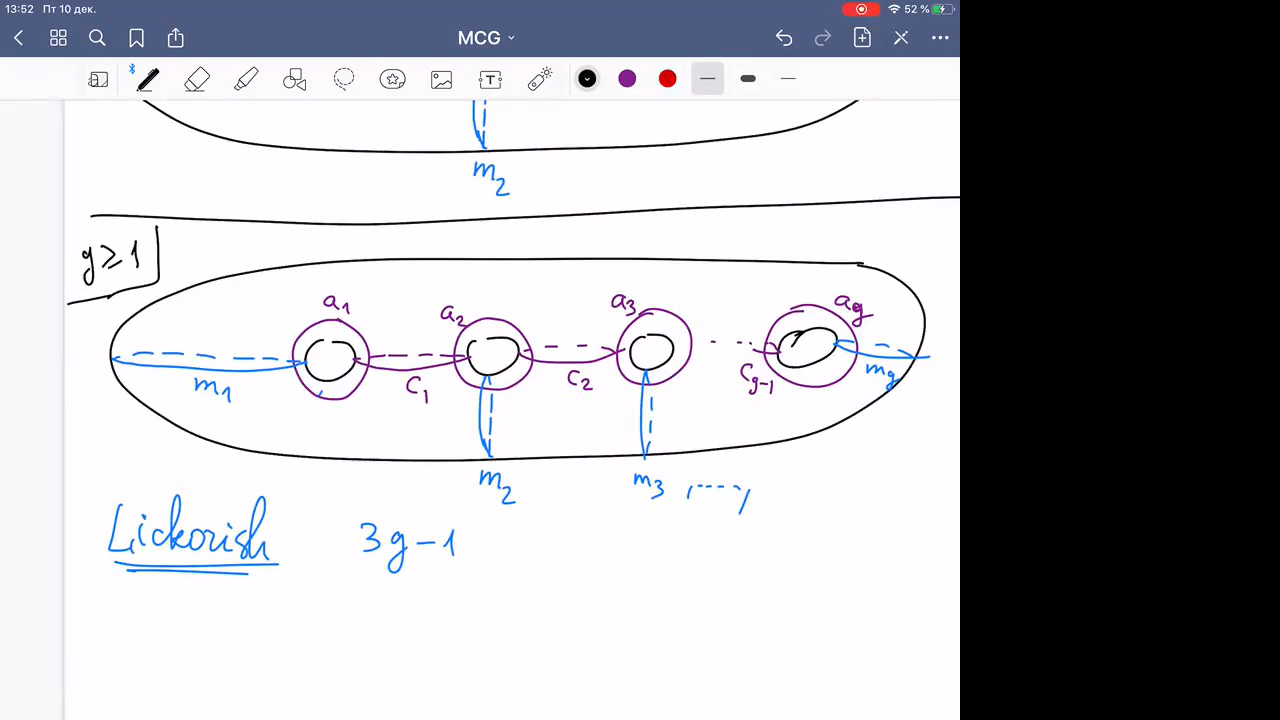 13:52 Пт 10 дек. 52 %
MCG
T
m2
g ≥ 1
a1 a2 a3 ag
m1 c1 c2 cg-1 mg
m2 m3 , ..... ,
Lickorish 3g-1